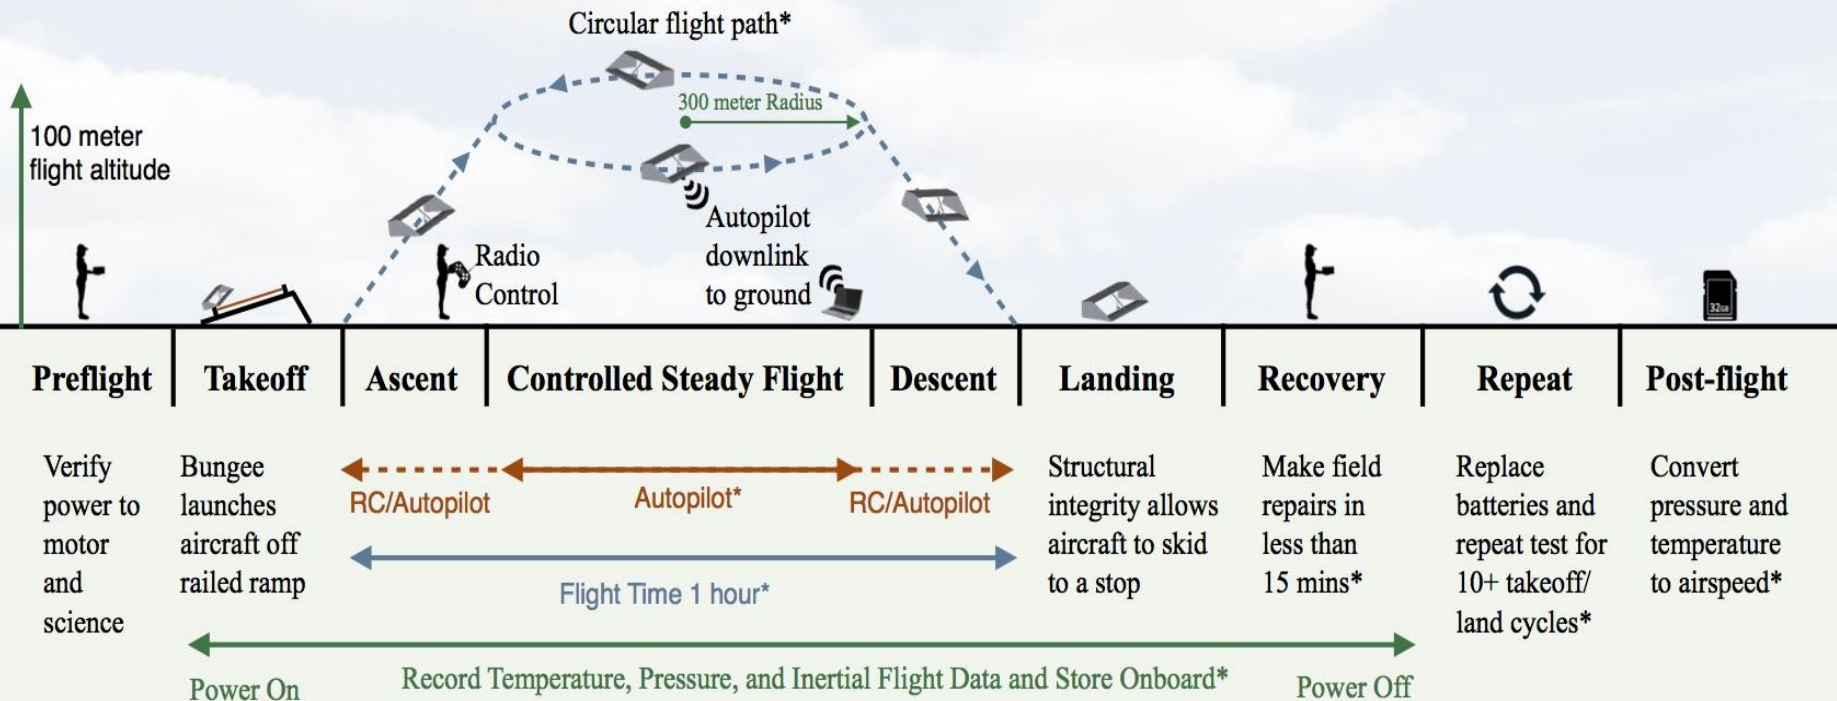 Circular flight path*
300 meter Radius
100 meter
flight altitude
Radio
Control
Autopilot
downlink
to ground
32GB
Preflight
Takeoff
Ascent
Controlled Steady Flight
Descent
Landing
Recovery
Repeat
Post-flight
Verify
power to
motor
and
science
Bungee
launches
aircraft off
railed ramp
RC/Autopilot
Autopilot*
RC/Autopilot
Flight Time 1 hour*
Structural
integrity allows
aircraft to skid
to a stop
Make field
repairs in
less than
15 mins*
Replace
batteries and
repeat test for
10+ takeoff/
land cycles*
Convert
pressure and
temperature
to airspeed*
Power On
Record Temperature, Pressure, and Inertial Flight Data and Store Onboard*
Power Off